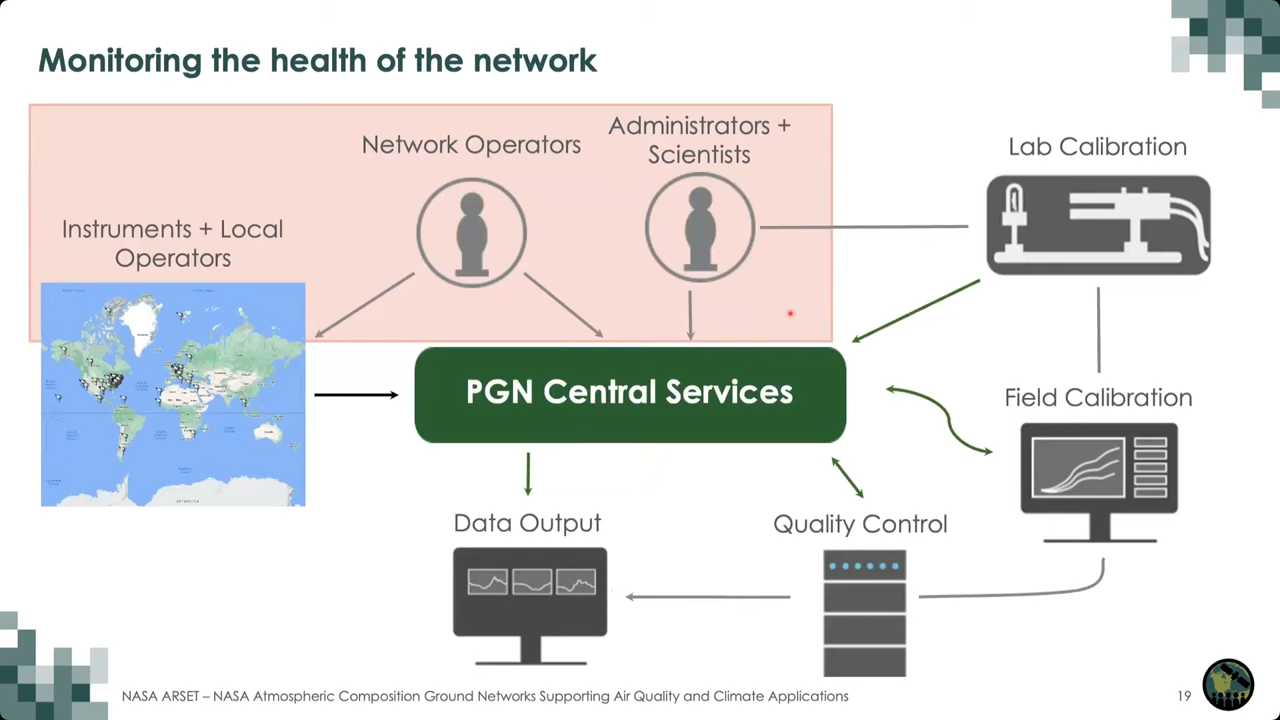 Monitoring the health of the network
Network Operators
Administrators +
Scientists
Lab Calibration
Instruments + Local
Operators
PGN Central Services
Field Calibration
Data Output
Quality Control
NASA ARSET – NASA Atmospheric Composition Ground Networks Supporting Air Quality and Climate Applications
19